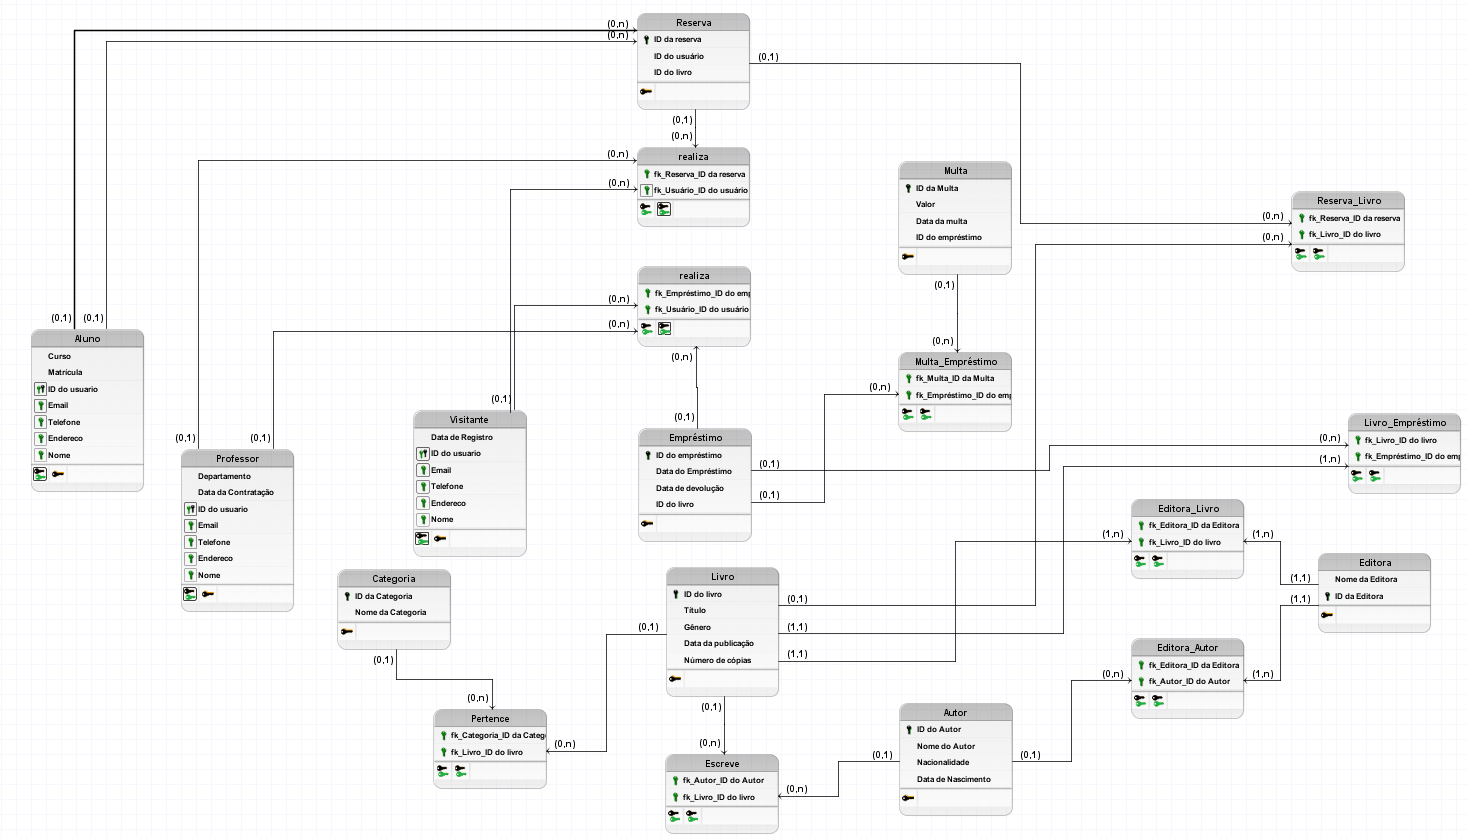 Reserva
ID da reserva
ID do usuário
ID do livro
(0,n)
(0,n)
(0,1)
(0,1)
(0,n)
realiza
fk_Reserva_ID da reserva
fk_Usuário_ID do usuário
(0,n)
(0,n)
Multa
ID da Multa
Valor
Data da multa
ID do empréstimo
(0,1)
(0,n)
Reserva_Livro
fk_Reserva_ID da reserva
fk_Livro_ID do livro
(0,n)
(0,n)
realiza
fk_Empréstimo_ID do emp
fk_Usuário_ID do usuário
(0,n)
(0,n)
(0,n)
(0,1)
(0,1)
(0,1)
Aluno
Curso
Matrícula
ID do usuario
Email
Telefone
Endereco
Nome
Multa_Empréstimo
fk_Multa_ID da Multa
fk_Empréstimo_ID do emp
(0,n)
(0,1)
(0,1)
Professor
Departamento
Data da Contratação
ID do usuario
Email
Telefone
Endereco
Nome
(0,1)
Visitante
Data de Registro
ID do usuario
Email
Telefone
Endereco
Nome
Empréstimo
ID do empréstimo
Data do Empréstimo
Data de devolução
ID do livro
(0,1)
(0,1)
Livro_Empréstimo
fk_Livro_ID do livro
fk_Empréstimo_ID do emp
(0,n)
(1,n)
Editora_Livro
fk_Editora_ID da Editora
fk_Livro_ID do livro
(1,n)
(1,n)
Editora
Nome da Editora
ID da Editora
(1,1)
(1,1)
Categoria
ID da Categoria
Nome da Categoria
(0,1)
Livro
ID do livro
Título
Gênero
Data da publicação
Número de cópias
(0,1)
(0,1)
(1,1)
(1,1)
(0,1)
(0,n)
Editora_Autor
fk_Editora_ID da Editora
fk_Autor_ID do Autor
(0,n)
(1,n)
(0,n)
Pertence
fk_Categoria_ID da Categ
fk_Livro_ID do livro
(0,n)
Autor
ID do Autor
Nome do Autor
Nacionalidade
Data de Nascimento
(0,1)
(0,1)
Escreve
fk_Autor_ID do Autor
fk_Livro_ID do livro
(0,n)